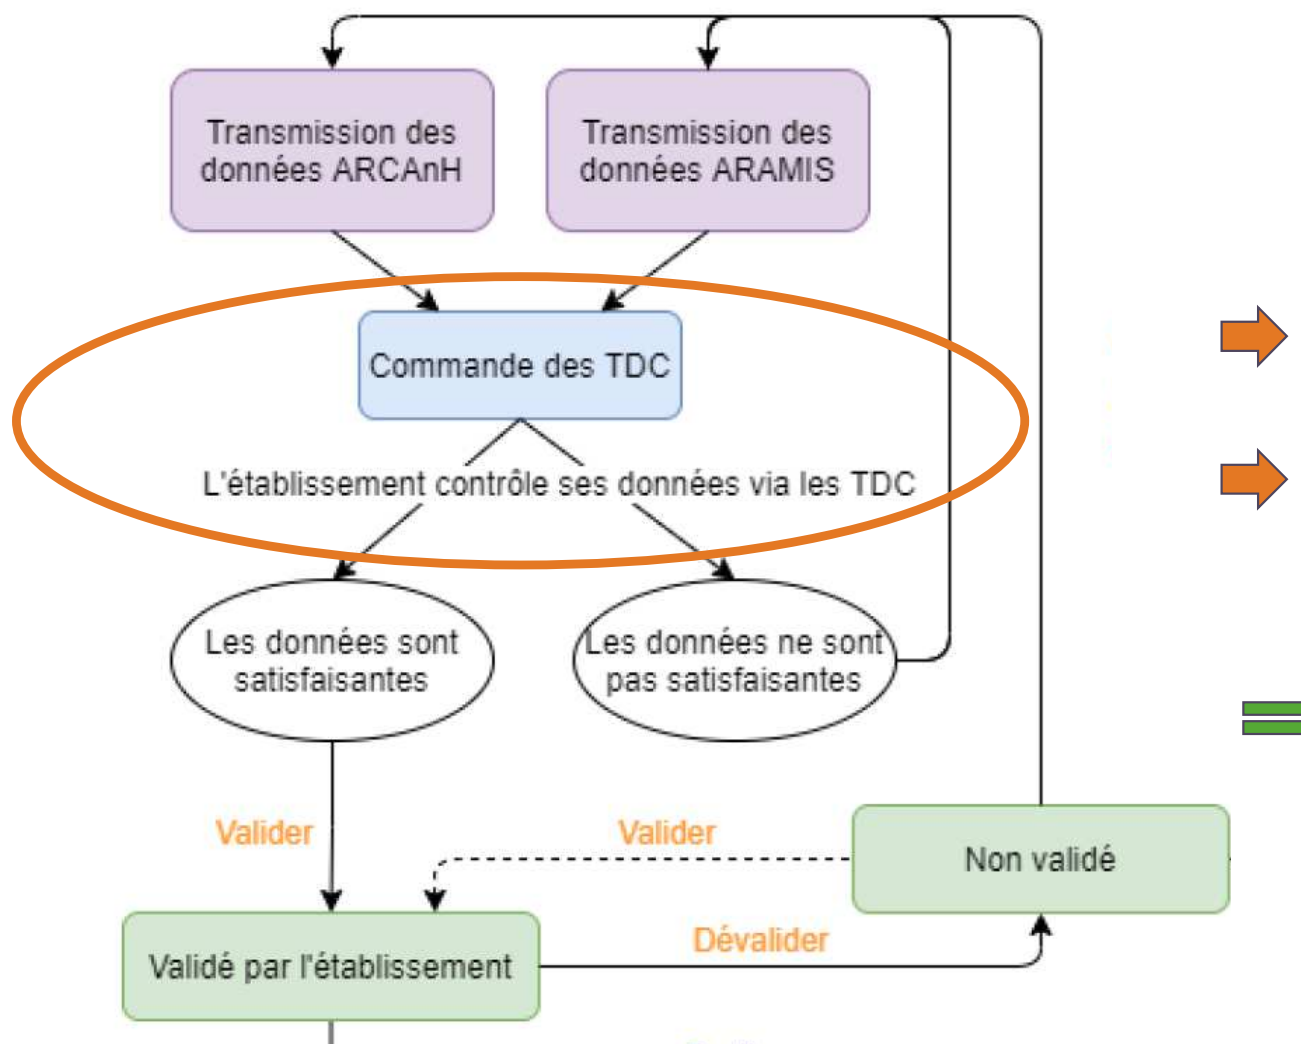 Transmission des
données ARCAnH
Transmission des
données ARAMIS
Commande des TDC
L'établissement contrôle ses données via les TDC
Les données sont
satisfaisantes
Les données ne sont
pas satisfaisantes
Valider
Valider
Non validé
Dévalider
Validé par l'établissement